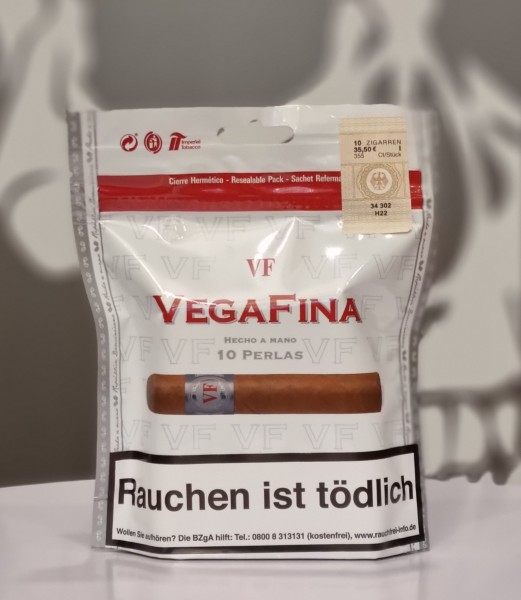 Imperial
Tobacco
10 ZIGARREN
35,50 € I
355 Ct/Stück
34 302
H22
Cierre Hermético - Resealable Pack - Sachet Referma
VF
VEGAFINA
HECHO A MANO
10 PERLAS
VF
Rauchen ist tödlich
Wollen Sie aufhören? Die BZgA hilft: Tel.: 0800 8 313131 (kostenfrei), www.rauchfrei-info.de